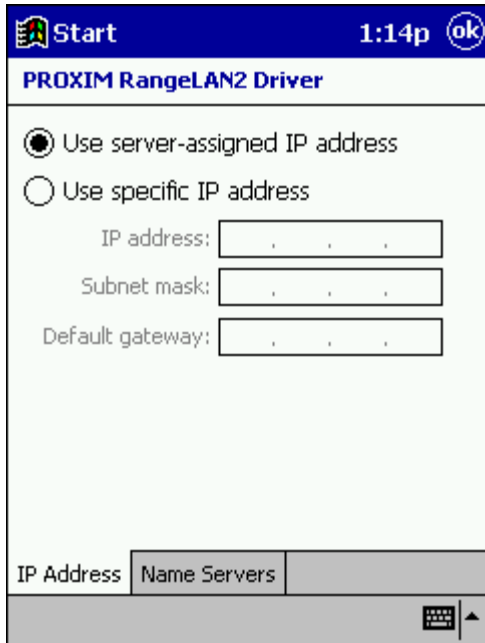 Start 1:14p ok
PROXIM RangeLAN2 Driver
Use server-assigned IP address
Use specific IP address
IP address: . . .
Subnet mask: . . .
Default gateway: . . .
IP Address Name Servers